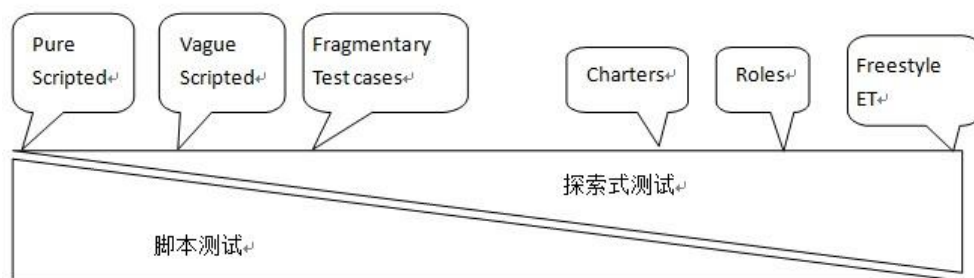 Pure
Scripted↵
Vague
Scripted↵
Fragmentary
Test cases↵
Charters↵
Roles↵
Freestyle
ET↵
探索式测试↵
脚本测试↵